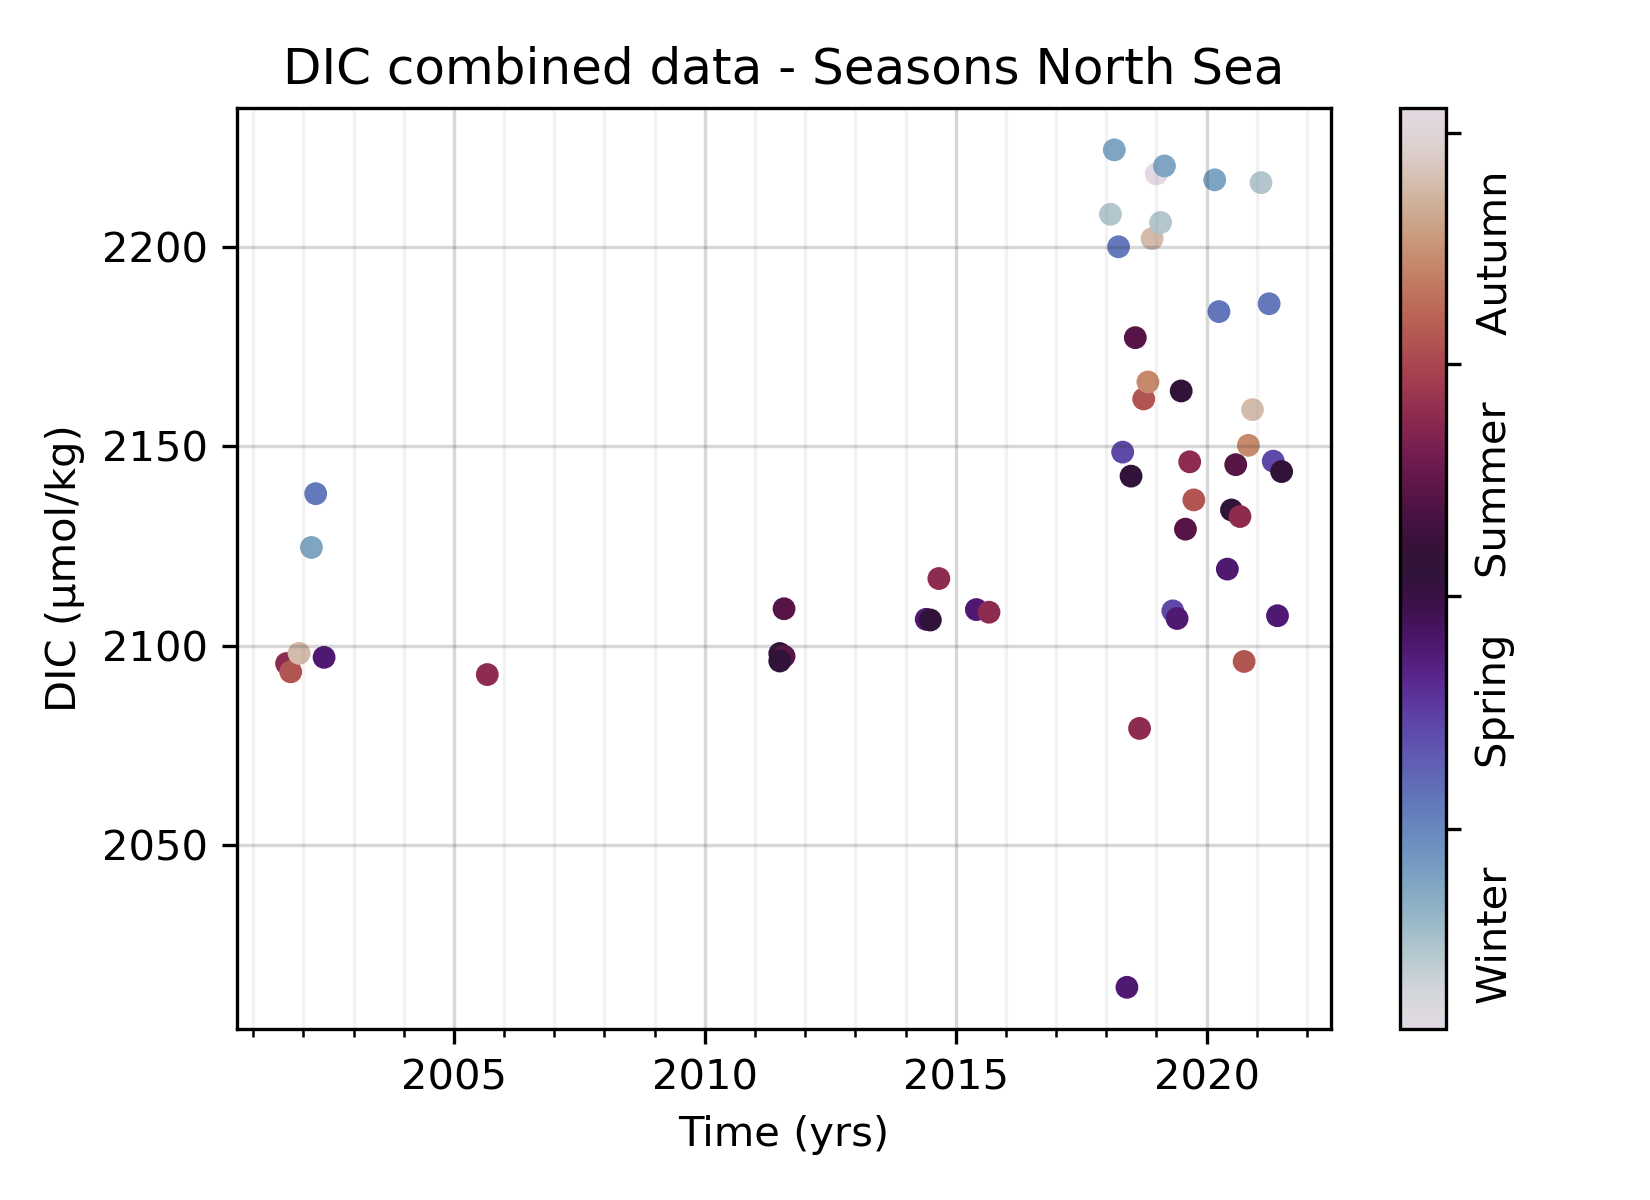 DIC combined data - Seasons North Sea
DIC (µmol/kg)
2200
2150
2100
2050
2005
2010
2015
2020
Time (yrs)
Autumn
Summer
Spring
Winter